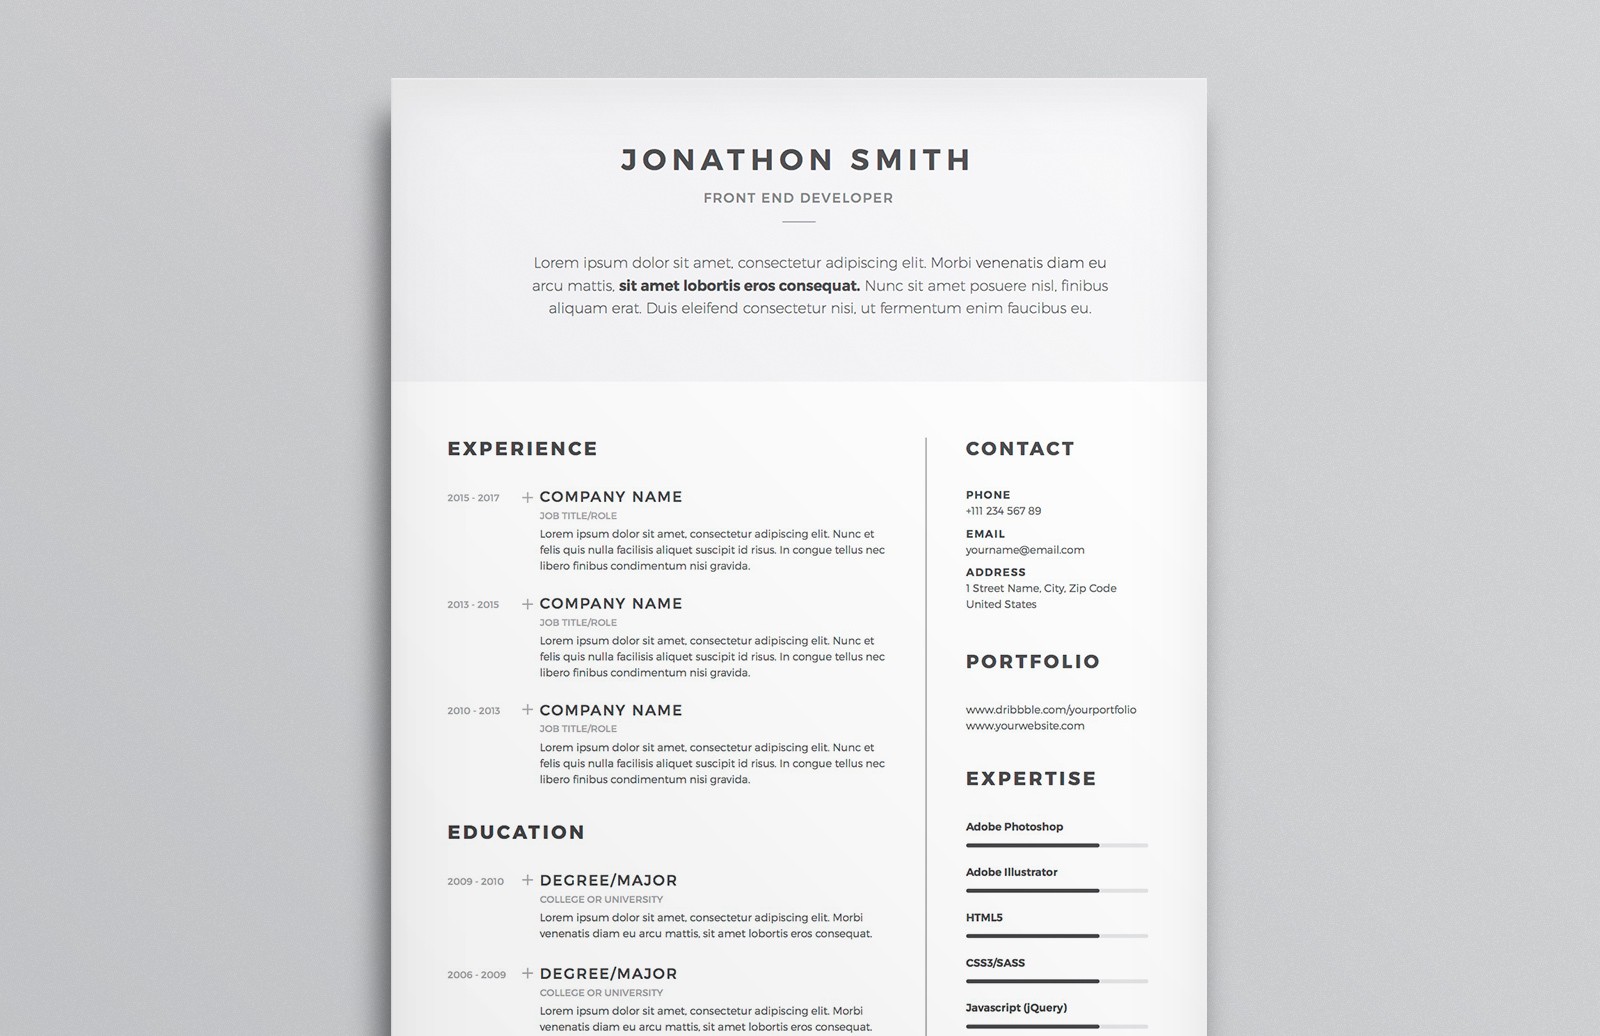 JONATHON SMITH
FRONT END DEVELOPER
Lorem ipsum dolor sit amet, consectetur adipiscing elit. Morbi venenatis diam eu
arcu mattis, sit amet lobortis eros consequat. Nunc sit amet posuere nisl, finibus
aliquam erat. Duis eleifend consectetur nisi, ut fermentum enim faucibus eu.
EXPERIENCE
2015 - 2017 + COMPANY NAME
JOB TITLE/ROLE
Lorem ipsum dolor sit amet, consectetur adipiscing elit. Nunc et
felis quis nulla facilisis aliquet suscipit id risus. In congue tellus nec
libero finibus condimentum nisi gravida.
2013 - 2015 + COMPANY NAME
JOB TITLE/ROLE
Lorem ipsum dolor sit amet, consectetur adipiscing elit. Nunc et
felis quis nulla facilisis aliquet suscipit id risus. In congue tellus nec
libero finibus condimentum nisi gravida.
2010 - 2013 + COMPANY NAME
JOB TITLE/ROLE
Lorem ipsum dolor sit amet, consectetur adipiscing elit. Nunc et
felis quis nulla facilisis aliquet suscipit id risus. In congue tellus nec
libero finibus condimentum nisi gravida.
EDUCATION
2009 - 2010 + DEGREE/MAJOR
COLLEGE OR UNIVERSITY
Lorem ipsum dolor sit amet, consectetur adipiscing elit. Morbi
venenatis diam eu arcu mattis, sit amet lobortis eros consequat.
2006 - 2009 + DEGREE/MAJOR
COLLEGE OR UNIVERSITY
Lorem ipsum dolor sit amet, consectetur adipiscing elit. Morbi
venenatis diam eu arcu mattis, sit amet lobortis eros consequat.
CONTACT
PHONE
+111 234 567 89
EMAIL
yourname@email.com
ADDRESS
1 Street Name, City, Zip Code
United States
PORTFOLIO
www.dribbble.com/yourportfolio
www.yourwebsite.com
EXPERTISE
Adobe Photoshop
Adobe Illustrator
HTML5
CSS3/SASS
Javascript (jQuery)